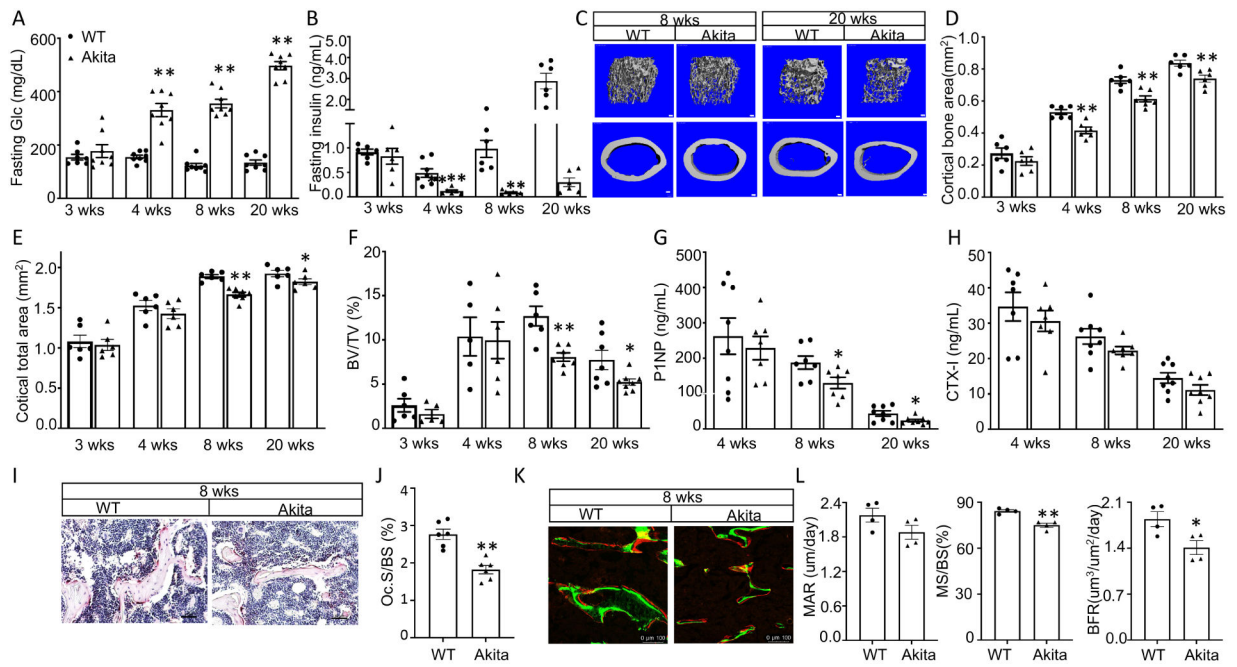 A
WT
Akita
Fasting Glc (mg/dL)
600
400
200
0
3 wks 4 wks 8 wks 20 wks
** ** **
B
Fasting insulin (ng/mL)
5.0
4.0
3.0
2.0
1.0
0.5
0.0
3 wks 4 wks 8 wks 20 wks
C
8 wks 20 wks
WT Akita WT Akita
D
Cortical bone area(mm²)
1.0
0.8
0.6
0.4
0.2
0.0
3 wks 4 wks 8 wks 20 wks
** ** **
E
Cotical total area (mm²)
2.0
1.5
1.0
0.5
0.0
3 wks 4 wks 8 wks 20 wks
** *
F
BV/TV (%)
20
15
10
5
0
3 wks 4 wks 8 wks 20 wks
** *
G
P1NP (ng/mL)
500
400
300
200
100
0
4 wks 8 wks 20 wks
* *
H
CTX-I (ng/mL)
50
40
30
20
10
0
4 wks 8 wks 20 wks
I
8 wks
WT Akita
J
Oc.S/BS (%)
4
3
2
1
0
WT Akita
**
K
8 wks
WT Akita
0 µm 100
0 µm 100
L
MAR (um/day)
3.0
2.4
1.8
1.2
0.6
0.0
WT Akita
MS/BS(%)
90
60
30
0
WT Akita
**
BFR(um³/um²/day)
2.1
1.4
0.7
0.0
WT Akita
*